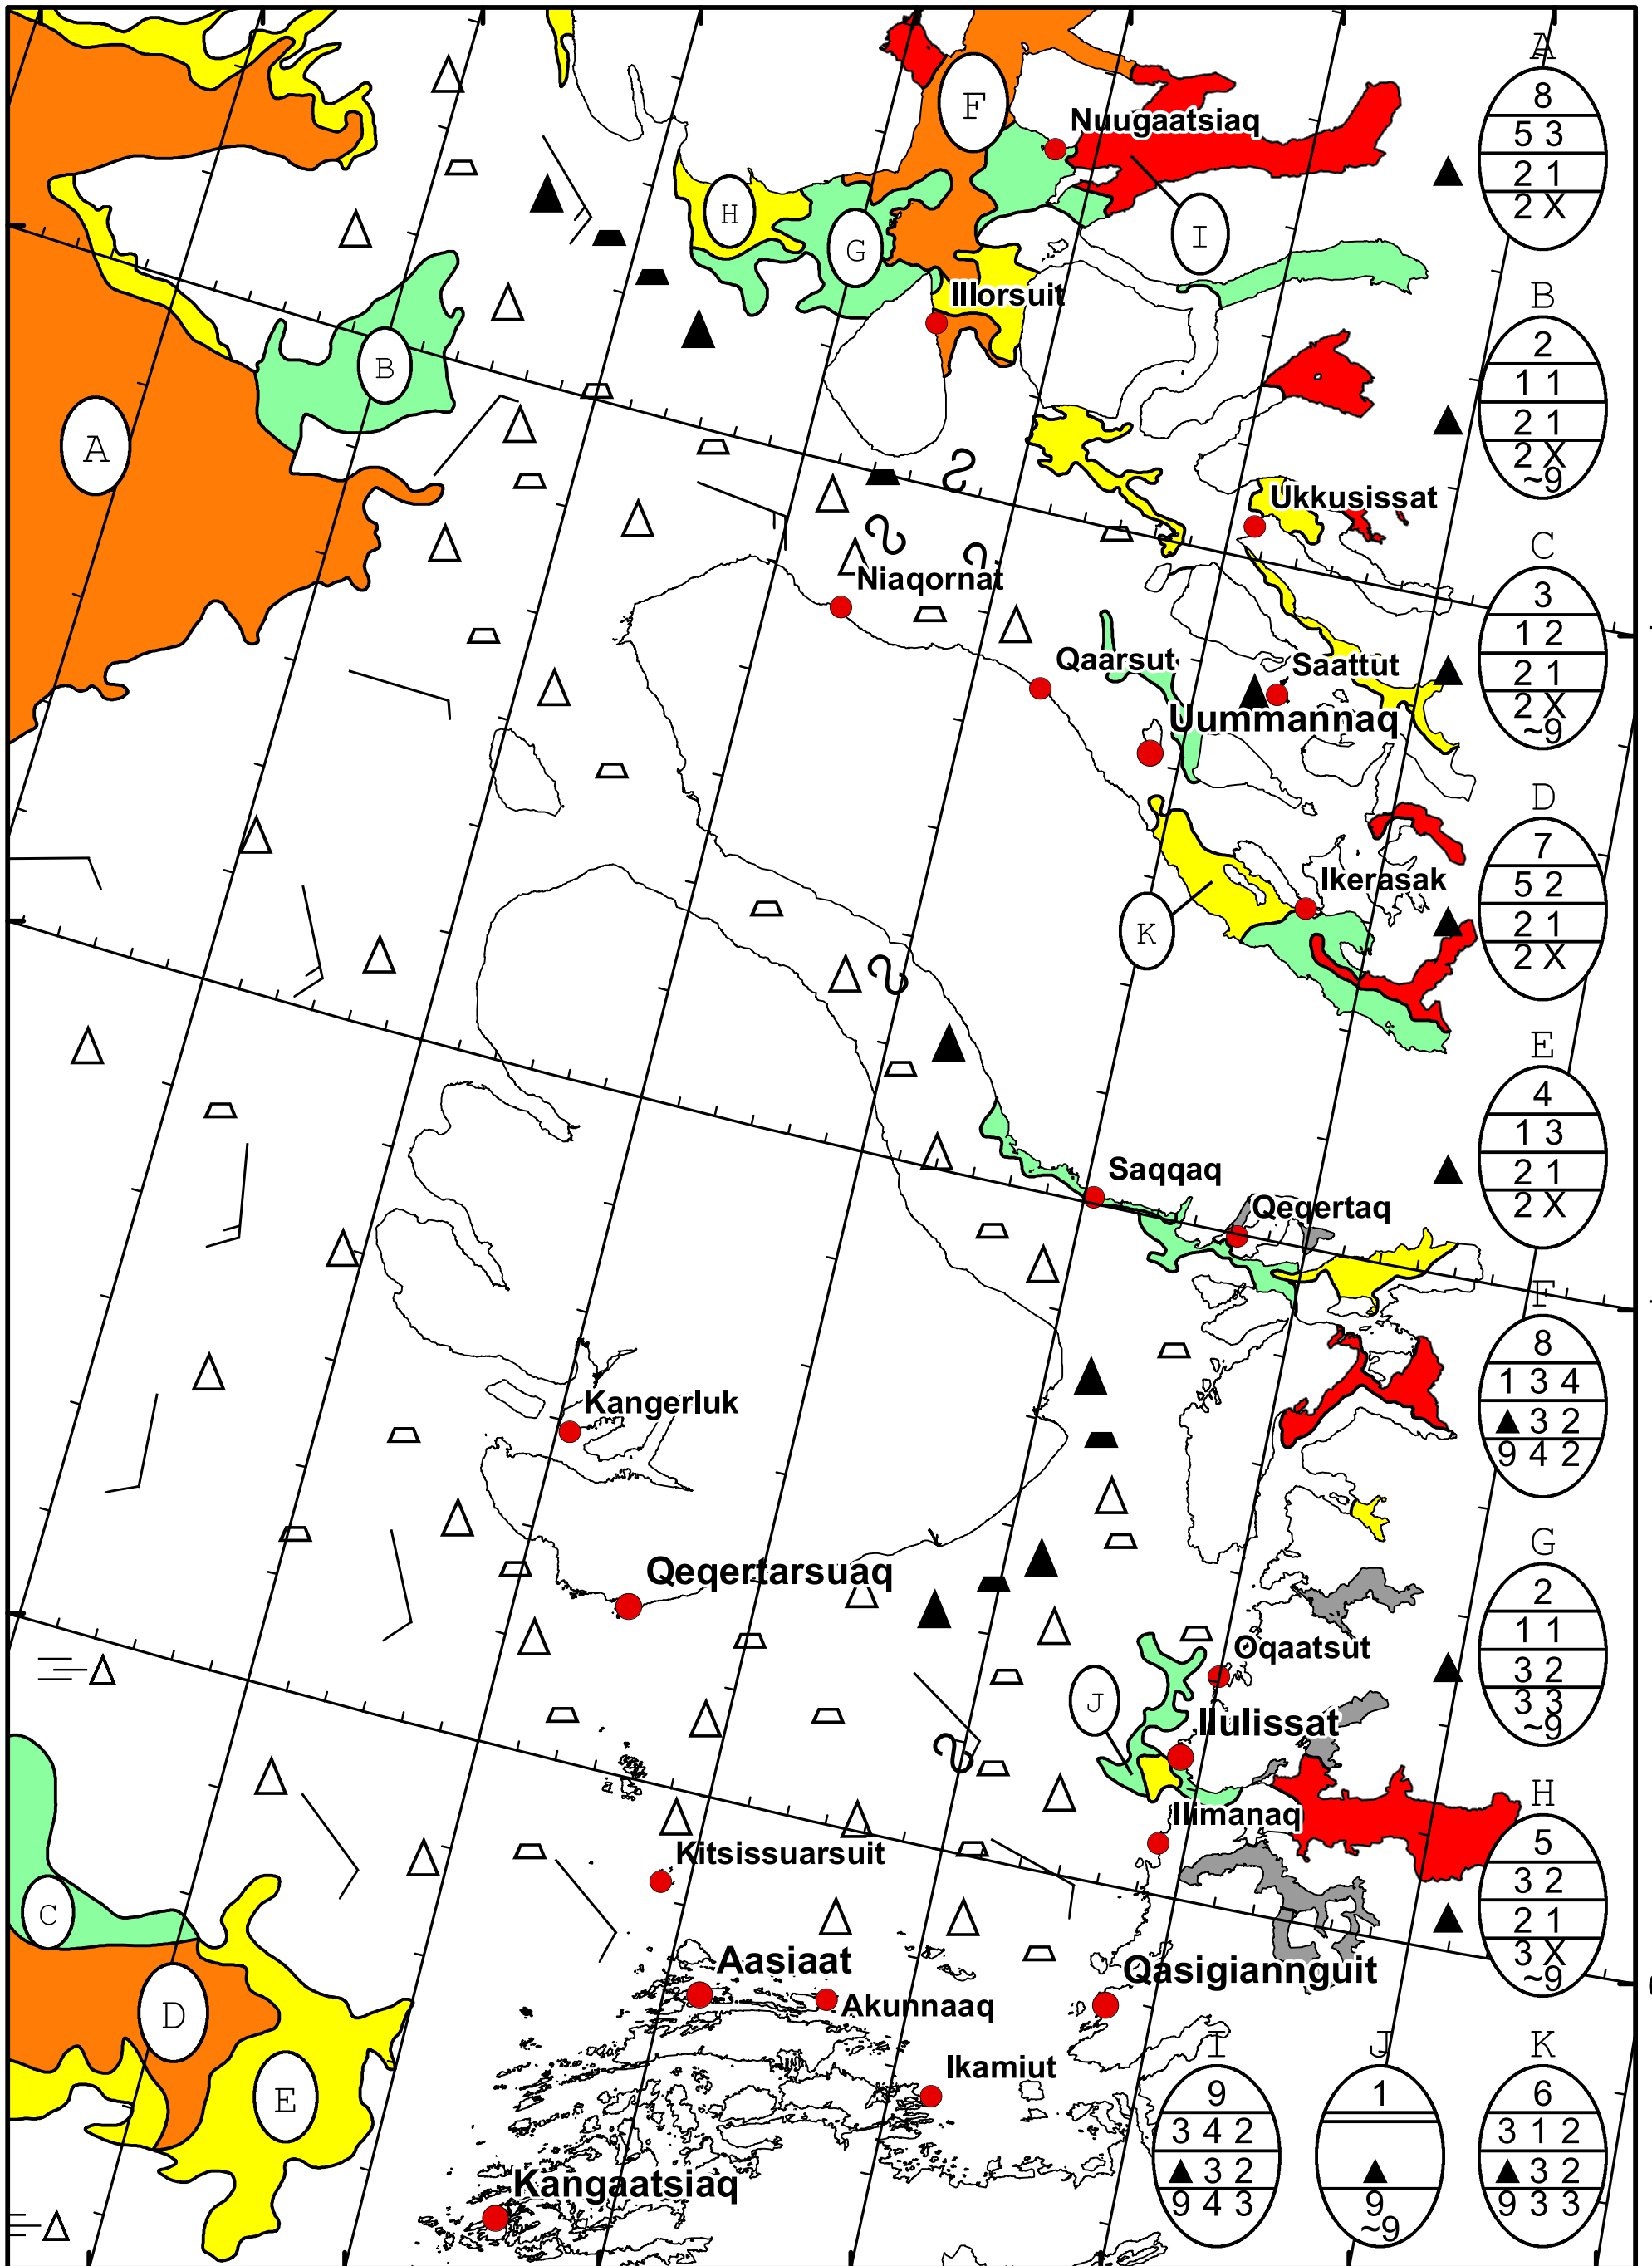 A
8
5 3
2 1
2 X
F
Nuugaatsiaq
H
G
I
Illorsuit
B
2
1 1
2 1
2 X
~9
B
A
Ukkusissat
C
3
1 2
2 1
2 X
~9
Niaqornat
Qaarsut
Saattut
Uummannaq
D
7
5 2
2 1
2 X
Ikerasak
K
E
4
1 3
2 1
2 X
Saqqaq
Qeqertaq
F
8
1 3 4
▲ 3 2
9 4 2
Kangerluk
Qeqertarsuaq
G
2
1 1
3 2
3 3
~9
Oqaatsut
J
Ilulissat
H
5
3 2
2 1
3 X
~9
Ilimanaq
Kitsissuarsuit
C
Aasiaat
Qasigiannguit
Akunnaaq
D
Ikamiut
E
I
9
3 4 2
▲ 3 2
9 4 3
J
1
▲
9
~9
K
6
3 1 2
▲ 3 2
9 3 3
Kangaatsiaq